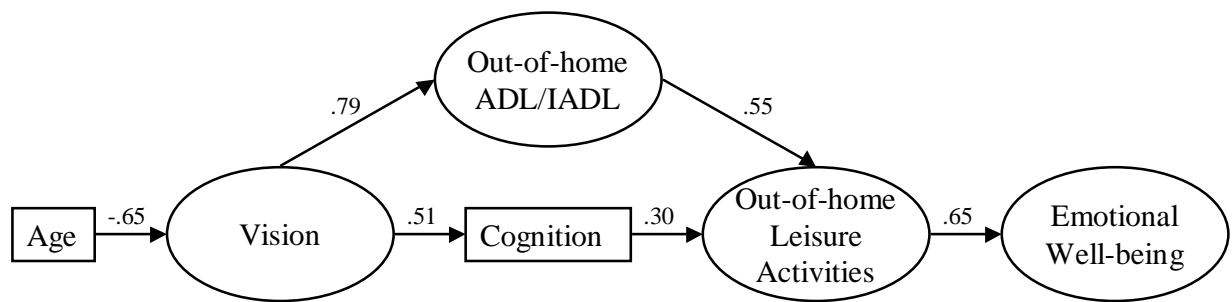 Out-of-home
ADL/IADL
.79
.55
Age
-.65
Vision
.51
Cognition
.30
Out-of-home
Leisure
Activities
.65
Emotional
Well-being